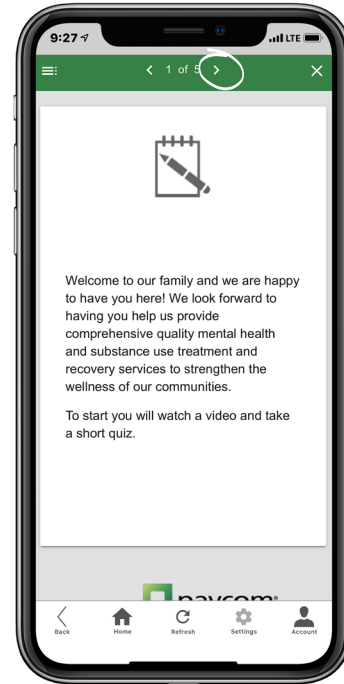 9:27
LTE
1 of 5
Welcome to our family and we are happy
to have you here! We look forward to
having you help us provide
comprehensive quality mental health
and substance use treatment and
recovery services to strengthen the
wellness of our communities.
To start you will watch a video and take
a short quiz.
paycom
Back Home Refresh Settings Account